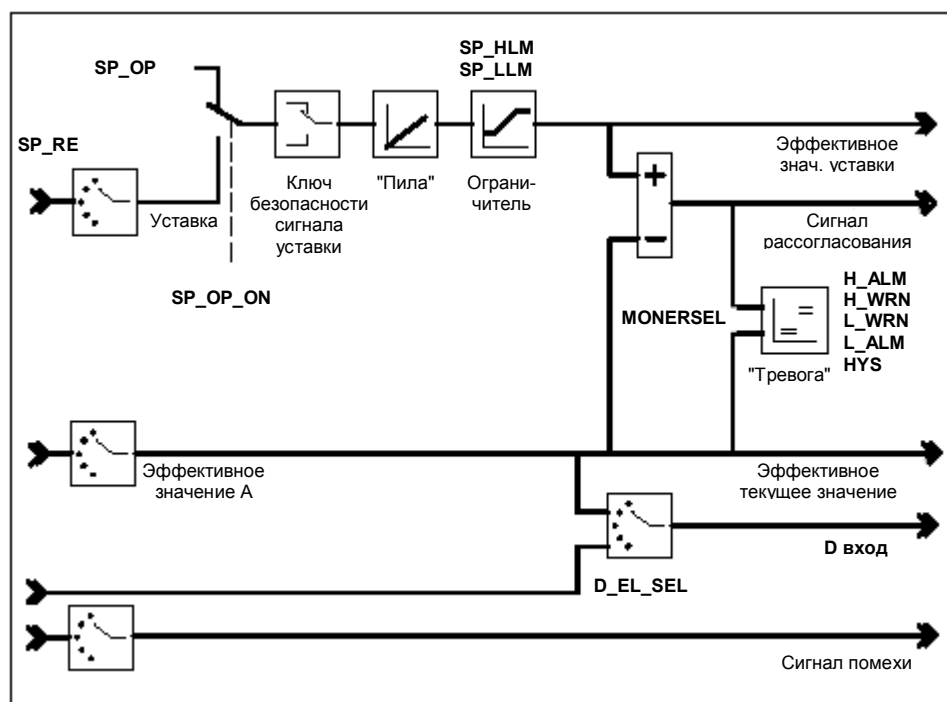 SP_HLM
SP_LLM
SP_OP
SP_RE
Уставка
Ключ
безопасности
сигнала
уставки
"Пила"
Ограни-
читель
Эффективное
знач. уставки
Сигнал
рассогласования
SP_OP_ON
MONERSEL
H_ALM
H_WRN
L_WRN
L_ALM
HYS
"Тревога"
Эффективное
значение А
Эффективное
текущее значение
D вход
D_EL_SEL
Сигнал помехи